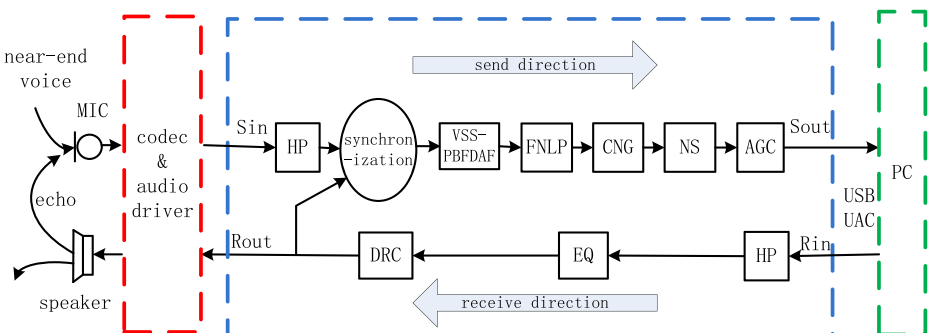 near-end
voice
MIC
echo
speaker
codec
&
audio
driver
send direction
Sin
HP
synchron
-ization
VSS-
PBFDAF
FNLP
CNG
NS
AGC
Sout
PC
USB
UAC
Rout
DRC
EQ
HP
Rin
receive direction